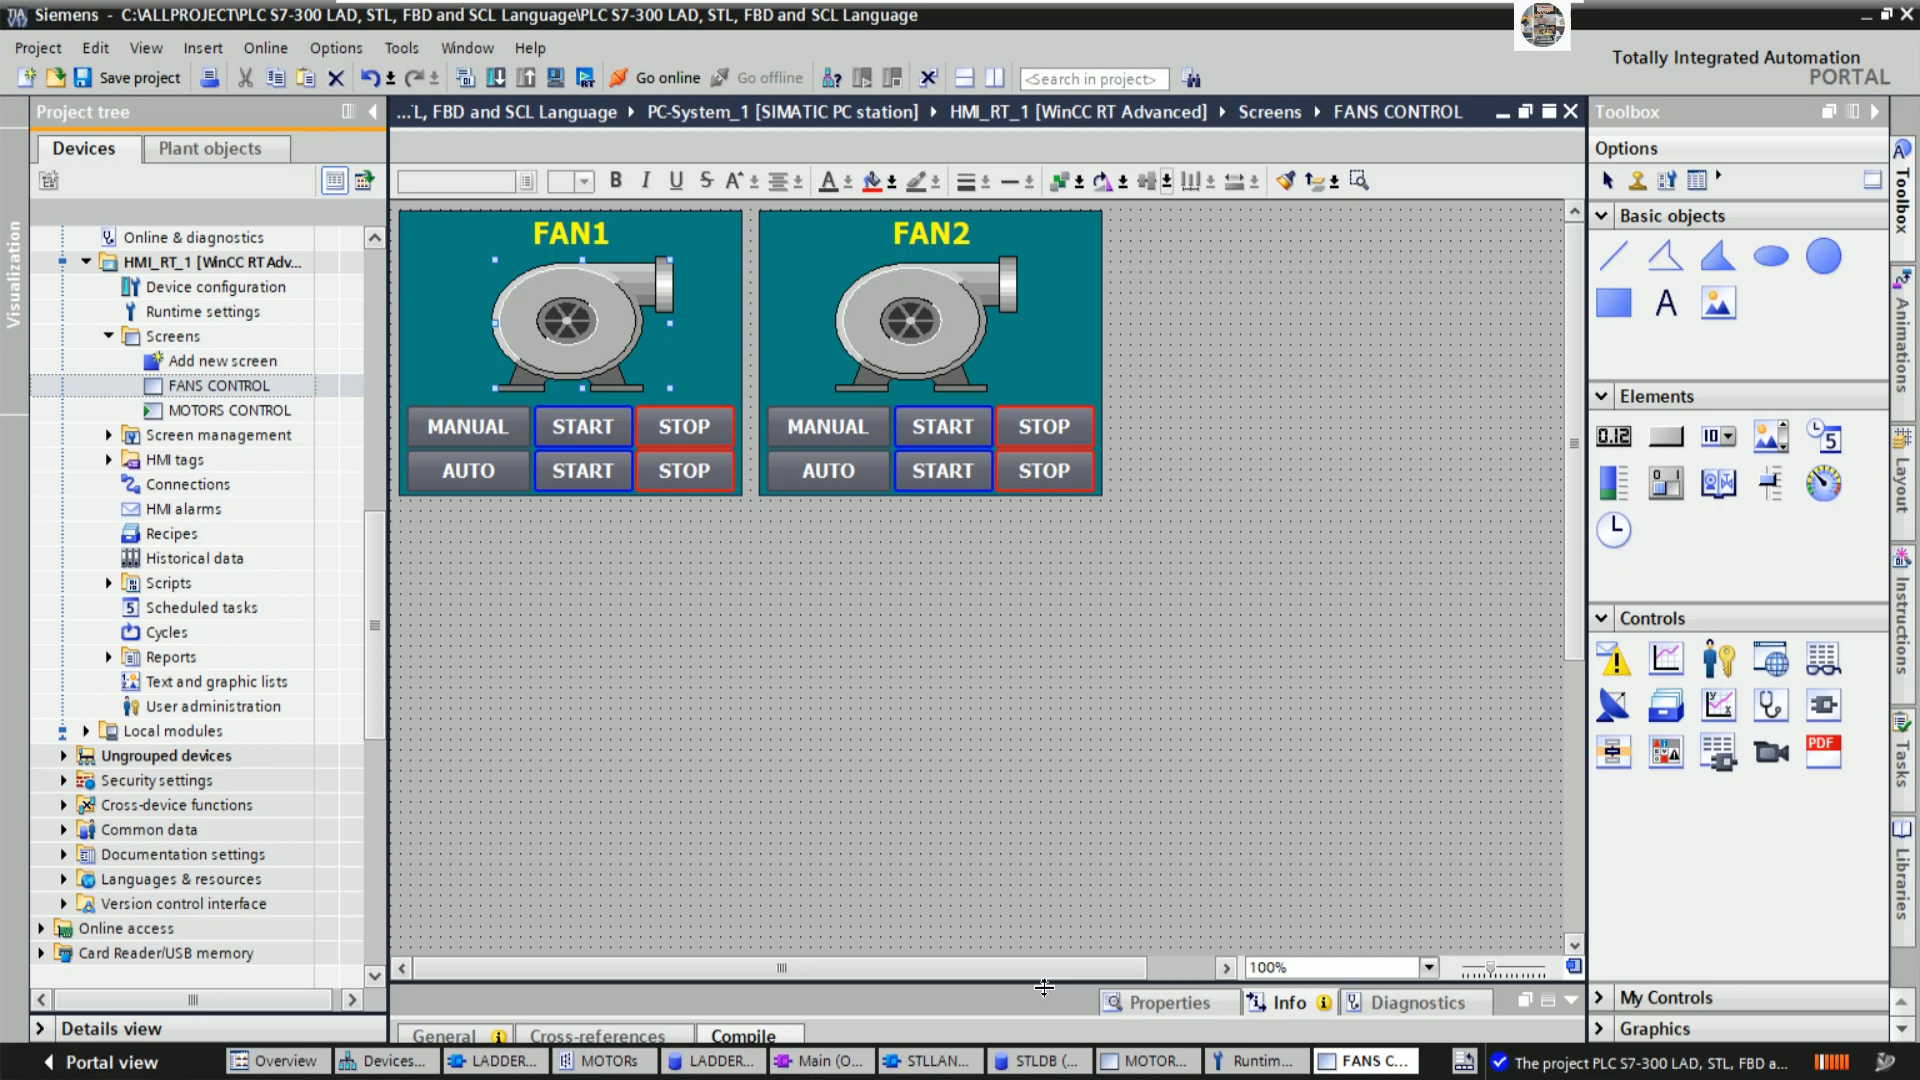 Siemens - C:\ALLPROJECT\PLC S7-300 LAD, STL, FBD and SCL Language\PLC S7-300 LAD, STL, FBD and SCL Language
Project Edit View Insert Online Options Tools Window Help
Totally Integrated Automation
PORTAL
Save project
Go online
Go offline
<Search in project>
Project tree
...L, FBD and SCL Language
PC-System_1 [SIMATIC PC station]
HMI_RT_1 [WinCC RT Advanced]
Screens
FANS CONTROL
Toolbox
Devices
Plant objects
Options
Visualization
B I U S A
A
Online & diagnostics
HMI_RT_1 [WinCC RT Adv...
Device configuration
Runtime settings
Screens
Add new screen
FANS CONTROL
MOTORS CONTROL
Screen management
HMI tags
Connections
HMI alarms
Recipes
Historical data
Scripts
Scheduled tasks
Cycles
Reports
Text and graphic lists
User administration
Local modules
Ungrouped devices
Security settings
Cross-device functions
Common data
Documentation settings
Languages & resources
Version control interface
Online access
Card Reader/USB memory
Details view
FAN1
MANUAL START STOP
AUTO START STOP
FAN2
MANUAL START STOP
AUTO START STOP
100%
Properties
Info
Diagnostics
General
Cross-references
Compile
Basic objects
A
Elements
0.12
10
5
Controls
PDF
My Controls
Graphics
Toolbox
Animations
Layout
Instructions
Tasks
Libraries
Portal view
Overview
Devices...
LADDER...
MOTORs
LADDER...
Main (O...
STLLAN...
STLDB (...
MOTOR...
Runtim...
FANS C...
The project PLC S7-300 LAD, STL, FBD a...